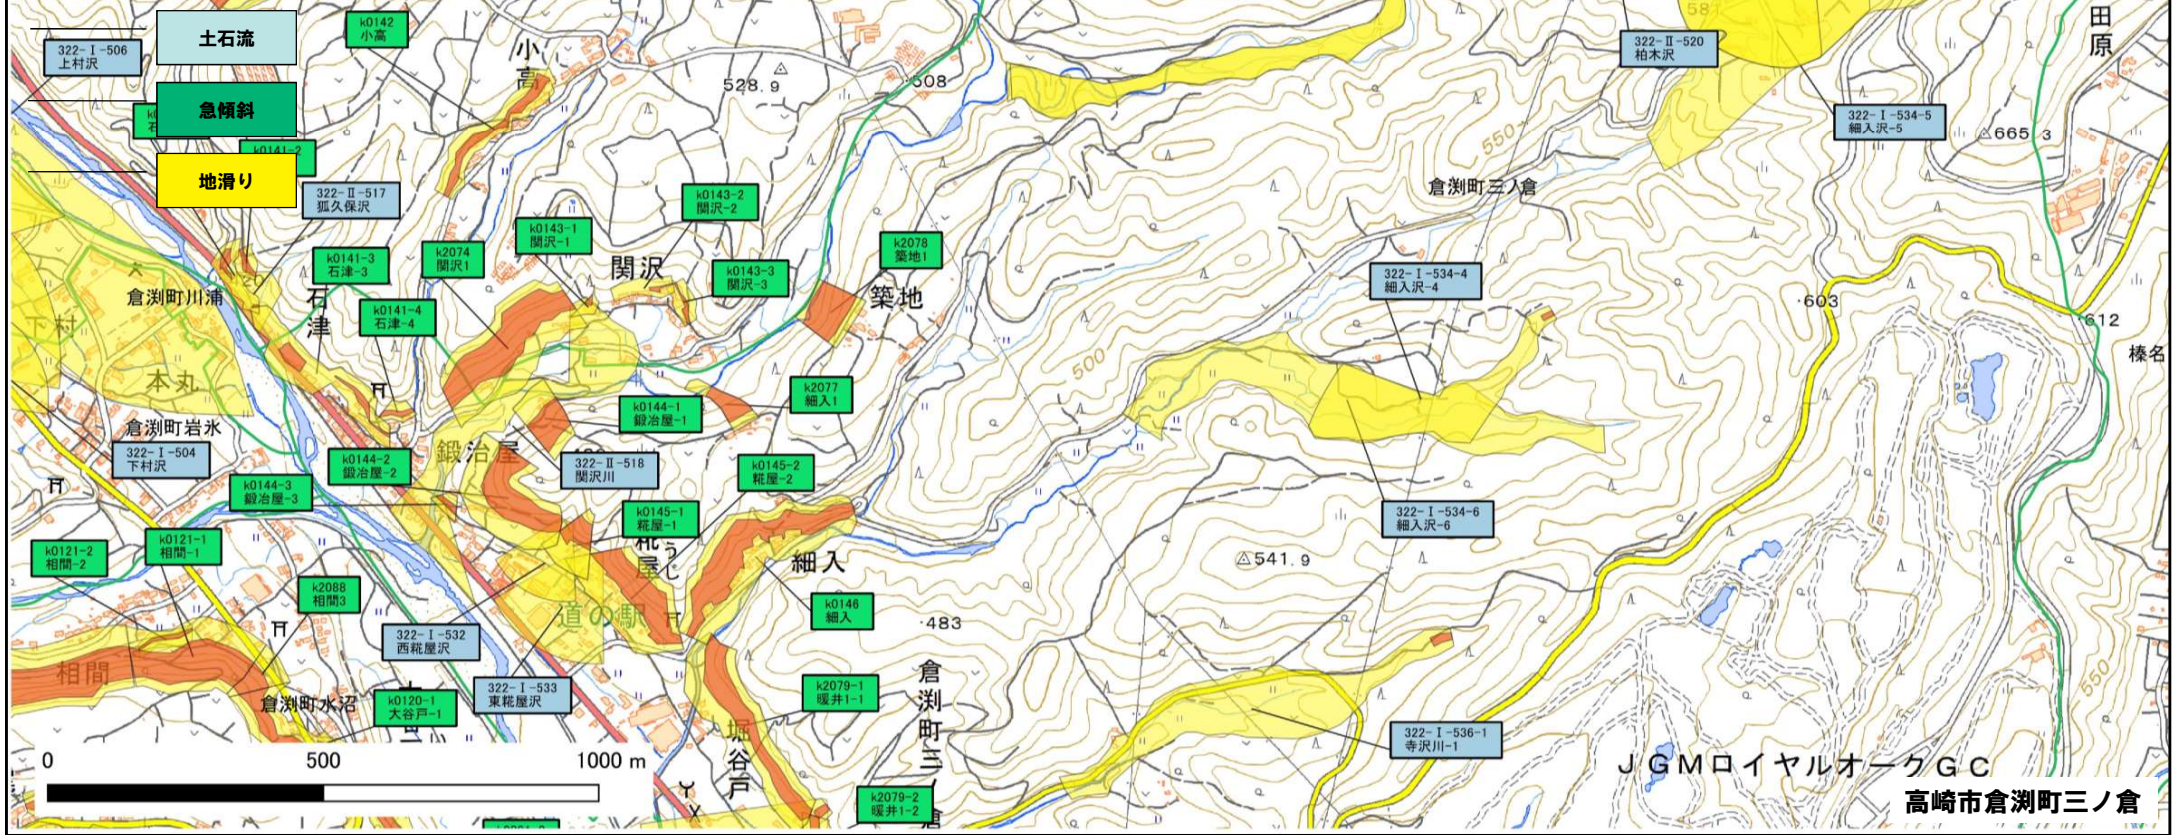 土石流
急傾斜
地滑り
322-Ⅰ-506
上村沢
k0142
小高
小高
528.9
508
322-Ⅱ-520
柏木沢
581
田原
322-Ⅰ-534-5
細入沢-5
665.3
550
k0141-2
322-Ⅱ-517
狐久保沢
k0143-2
関沢-2
倉渕町三ノ倉
k0143-1
関沢-1
k2074
関沢1
k0141-3
石津-3
関沢
k0143-3
関沢-3
k2078
築地1
築地
322-Ⅰ-534-4
細入沢-4
603
612
榛名
倉渕町川浦
石津
k0141-4
石津-4
下村
本丸
500
k2077
細入1
k0144-1
鍛冶屋-1
倉渕町岩氷
322-Ⅰ-504
下村沢
鍛冶屋
k0144-2
鍛冶屋-2
322-Ⅱ-518
関沢川
k0145-2
糀屋-2
k0144-3
鍛冶屋-3
k0145-1
糀屋-1
糀屋
うじ
322-Ⅰ-534-6
細入沢-6
k0121-2
相間-2
k0121-1
相間-1
細入
541.9
k2088
相間3
k0146
細入
道の駅
483
322-Ⅰ-532
西糀屋沢
相間
倉渕町水沼
k0120-1
大谷戸-1
322-Ⅰ-533
東糀屋沢
k2079-1
暖井1-1
倉渕町三ノ倉
堀谷戸
322-Ⅰ-536-1
寺沢川-1
550
0 500 1000 m
k2079-2
暖井1-2
JGMロイヤルオークGC
高崎市倉渕町三ノ倉